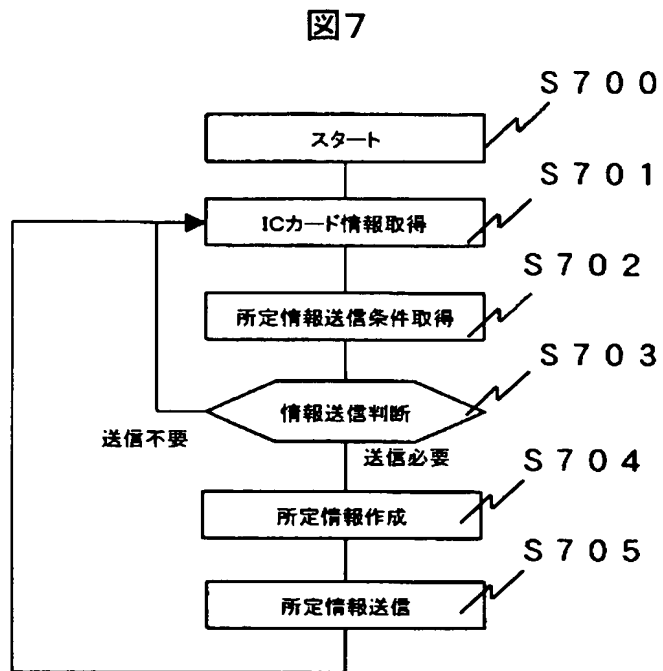 図7
S700
スタート
S701
ICカード情報取得
S702
所定情報送信条件取得
S703
情報送信判断
送信不要
送信必要
S704
所定情報作成
S705
所定情報送信